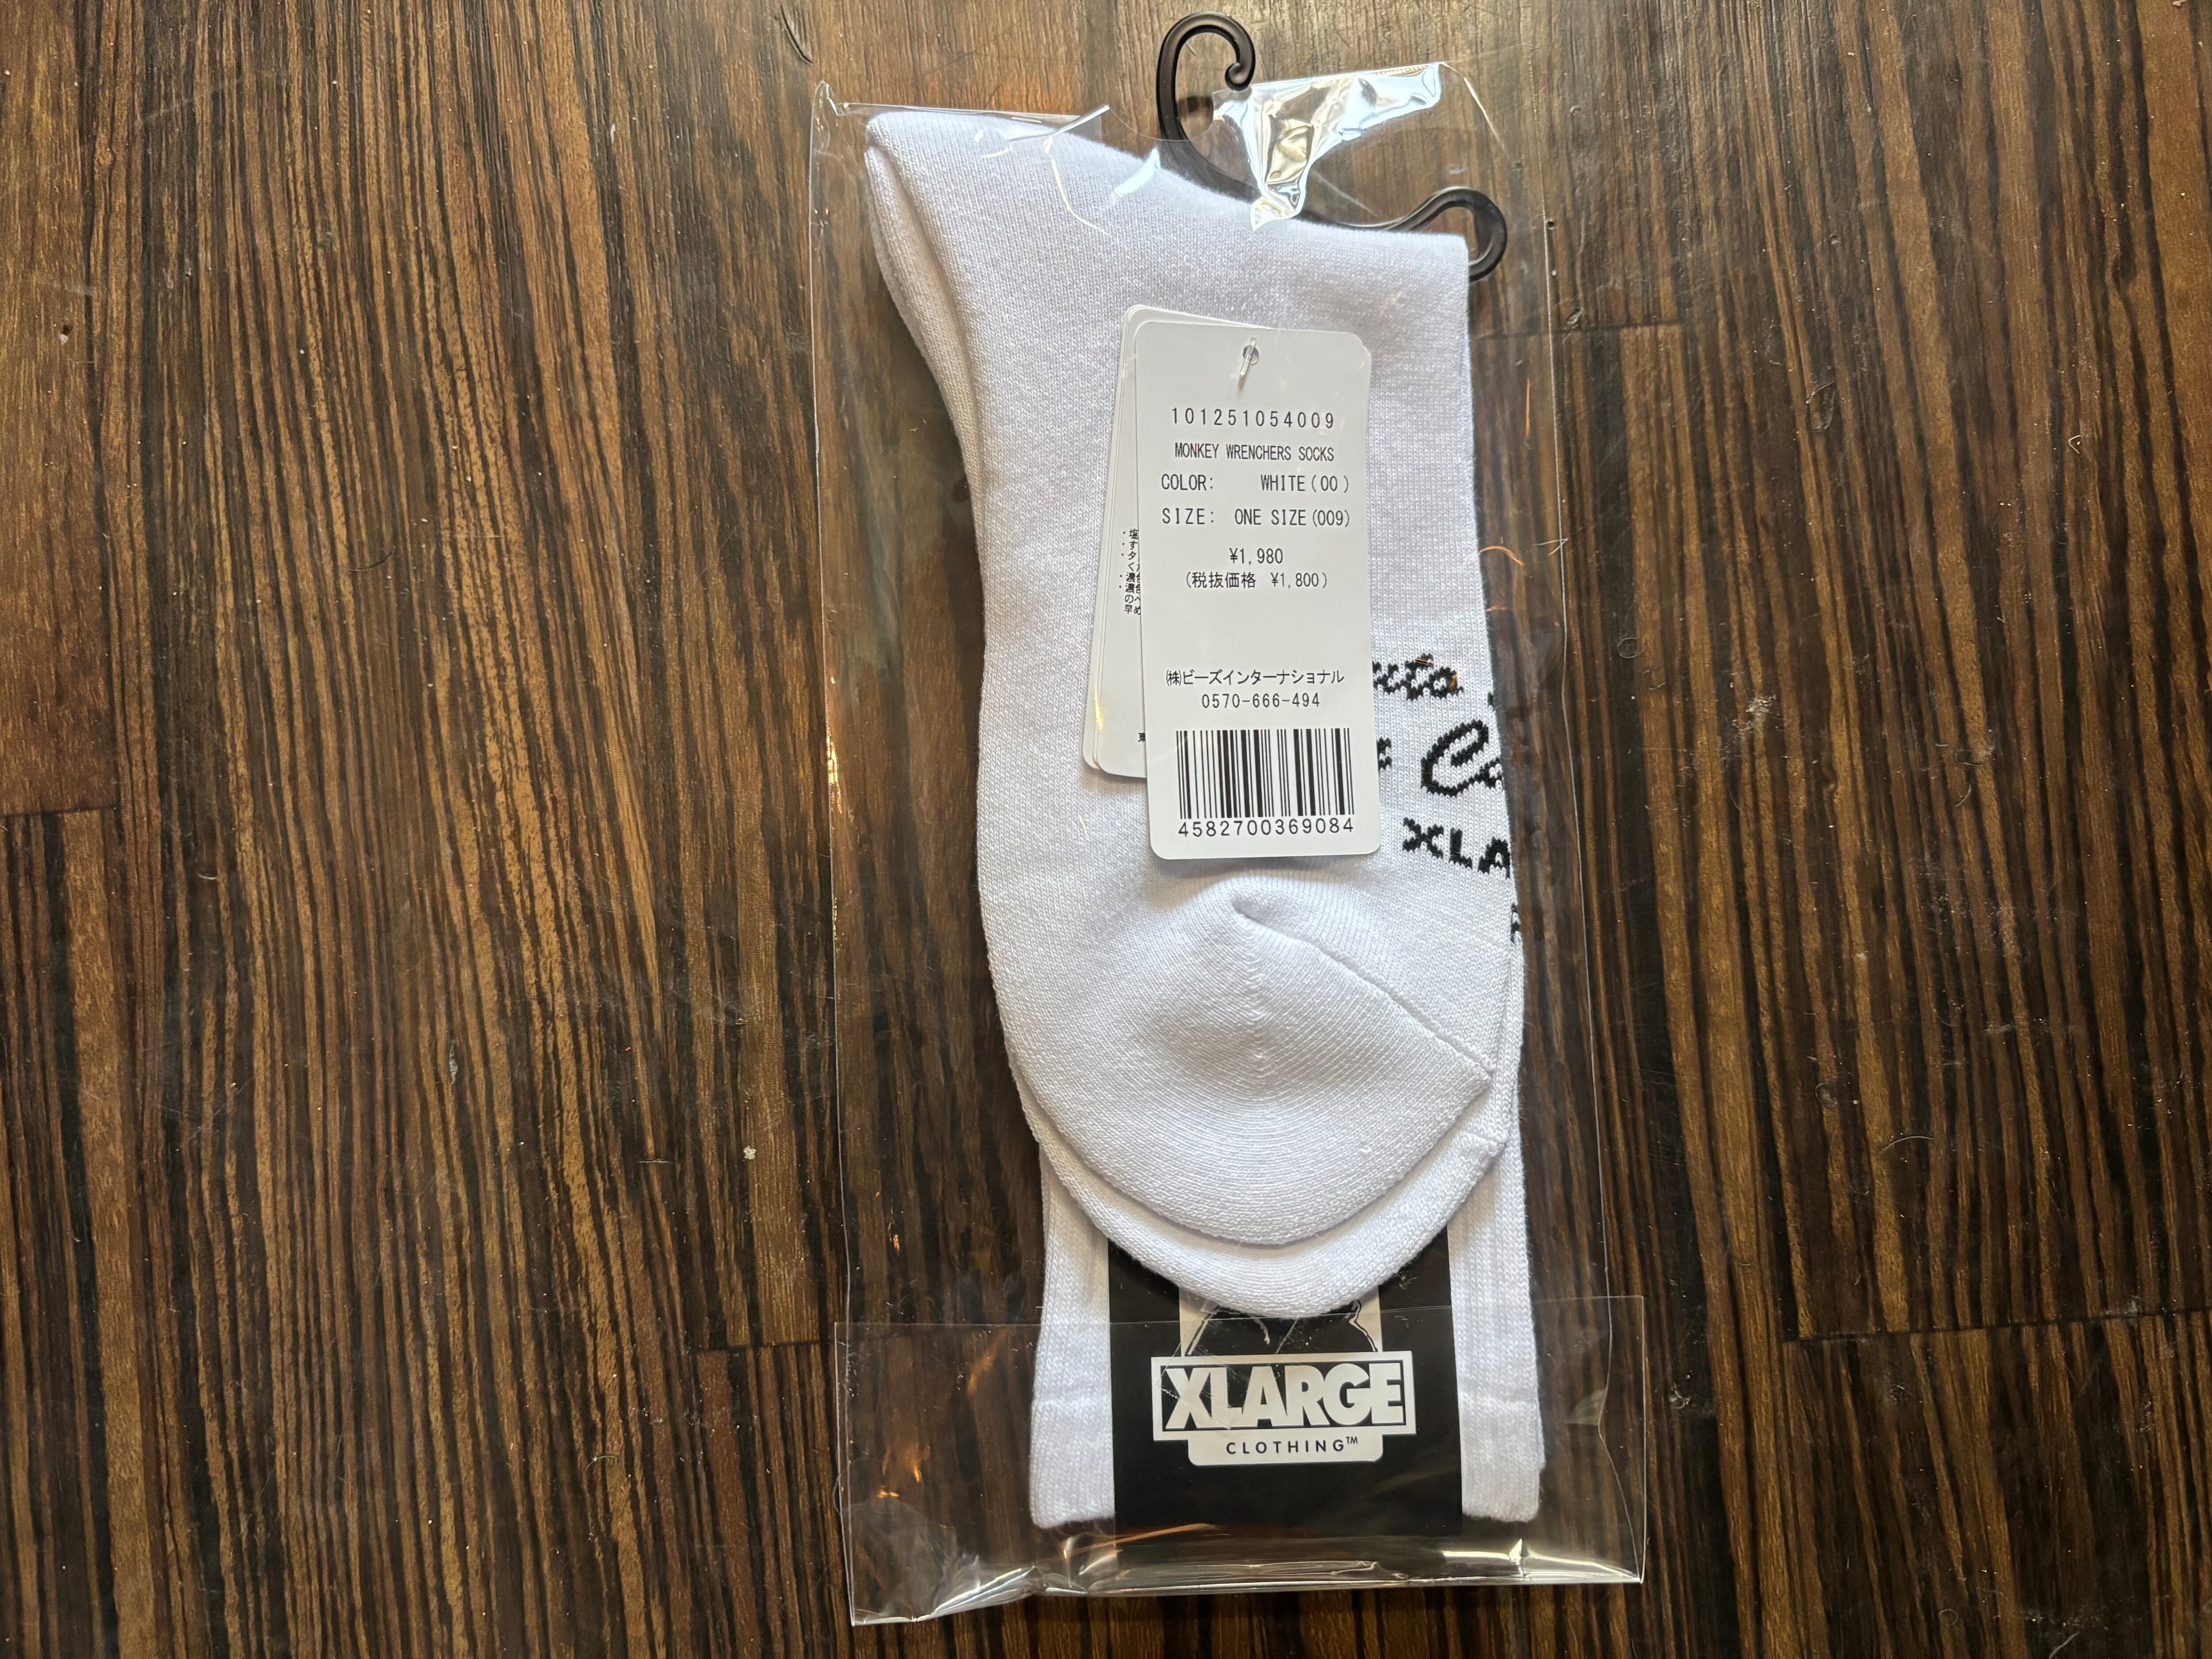 101251054009
MONKEY WRENCHERS SOCKS
COLOR: WHITE(00)
SIZE: ONE SIZE(009)
¥1,980
(税抜価格 ¥1,800)
㈱ビーズインターナショナル
0570-666-494
4582700369084
XLARGE
CLOTHING™